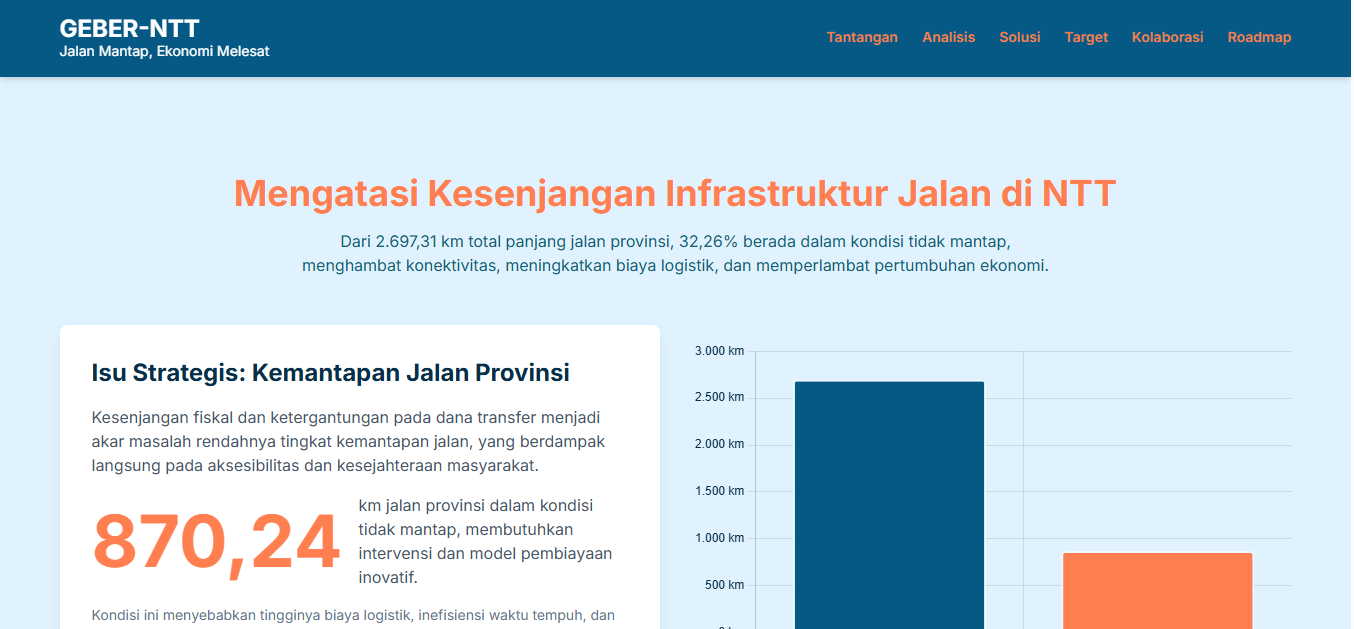 GEBER-NTT
Jalan Mantap, Ekonomi Melesat
Tantangan Analisis Solusi Target Kolaborasi Roadmap
Mengatasi Kesenjangan Infrastruktur Jalan di NTT
Dari 2.697,31 km total panjang jalan provinsi, 32,26% berada dalam kondisi tidak mantap,
menghambat konektivitas, meningkatkan biaya logistik, dan memperlambat pertumbuhan ekonomi.
Isu Strategis: Kemantapan Jalan Provinsi
Kesenjangan fiskal dan ketergantungan pada dana transfer menjadi
akar masalah rendahnya tingkat kemantapan jalan, yang berdampak
langsung pada aksesibilitas dan kesejahteraan masyarakat.
870,24
km jalan provinsi dalam kondisi
tidak mantap, membutuhkan
intervensi dan model pembiayaan
inovatif.
Kondisi ini menyebabkan tingginya biaya logistik, inefisiensi waktu tempuh, dan
3.000 km
2.500 km
2.000 km
1.500 km
1.000 km
500 km